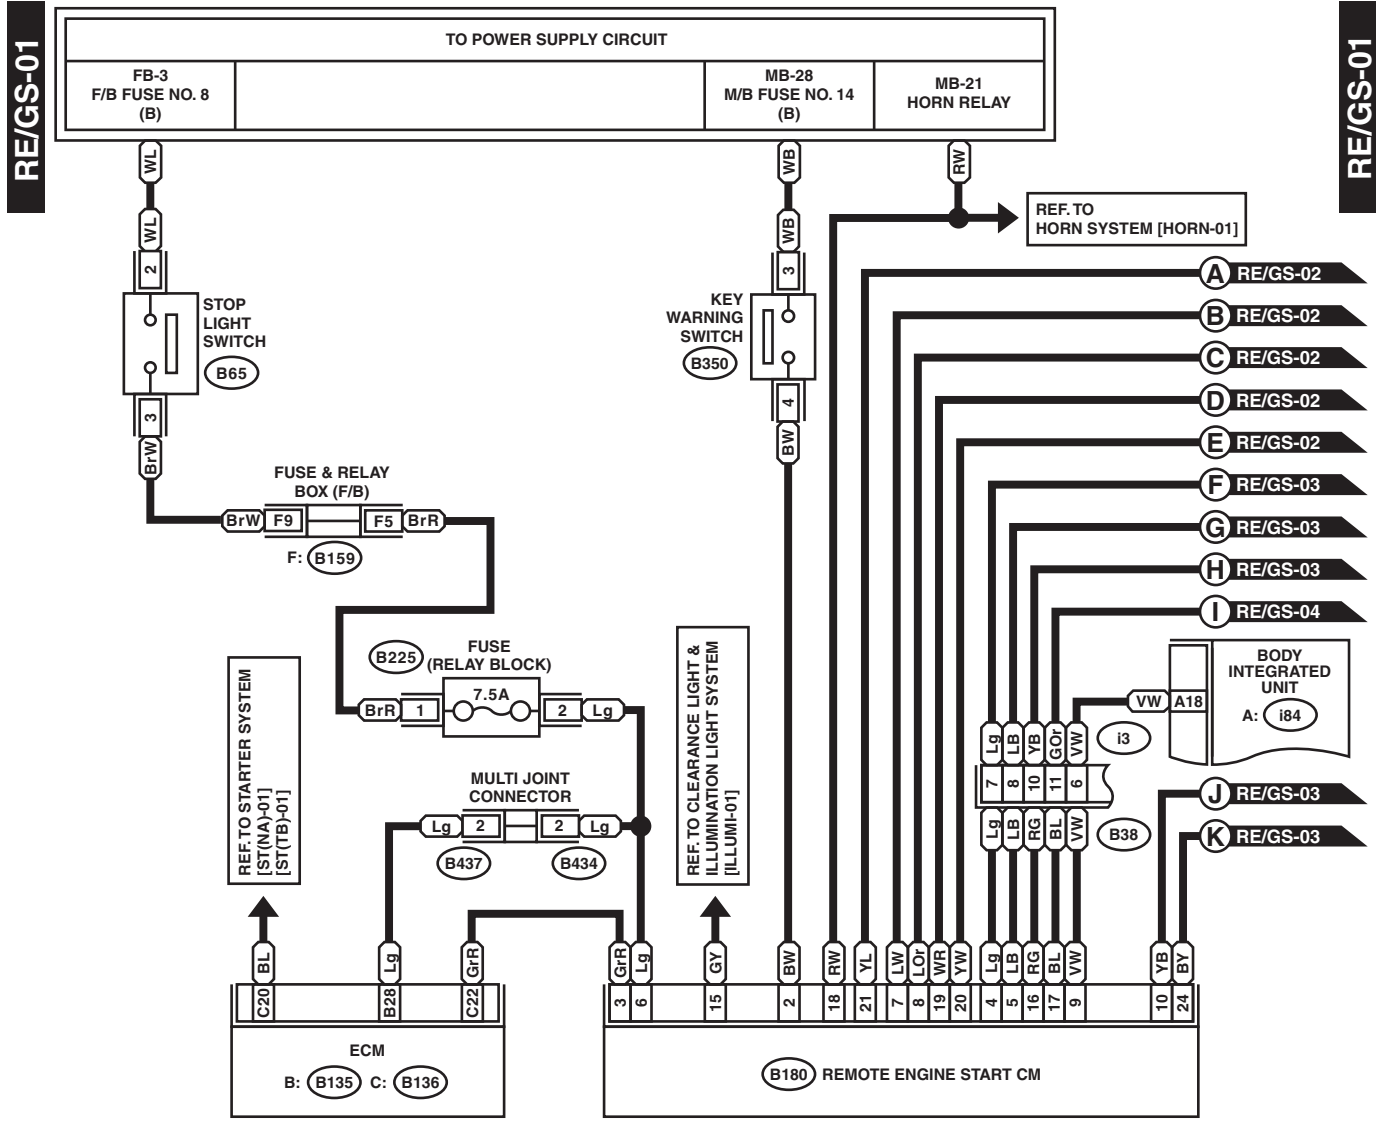 RE/GS-01
RE/GS-01
TO POWER SUPPLY CIRCUIT
FB-3
F/B FUSE NO. 8
(B)
MB-28
M/B FUSE NO. 14
(B)
MB-21
HORN RELAY
WL
WB
RW
WL
WB
REF. TO
HORN SYSTEM [HORN-01]
2
3
A RE/GS-02
STOP
LIGHT
SWITCH
B65
KEY
WARNING
SWITCH
B350
B RE/GS-02
C RE/GS-02
3
4
D RE/GS-02
BrW
BW
E RE/GS-02
FUSE & RELAY
BOX (F/B)
BrW F9 F5 BrR
F: B159
F RE/GS-03
G RE/GS-03
H RE/GS-03
I RE/GS-04
B225
FUSE
(RELAY BLOCK)
7.5A
BrR 1 2 Lg
REF. TO STARTER SYSTEM
[ST(NA)-01]
[ST(TB)-01]
REF. TO CLEARANCE LIGHT &
ILLUMINATION LIGHT SYSTEM
[ILLUMI-01]
BODY
INTEGRATED
UNIT
A: i84
VW A18
Lg LB YB GOr VW
i3
7 8 10 11 6
Lg LB RG BL VW
B38
J RE/GS-03
K RE/GS-03
MULTI JOINT
CONNECTOR
Lg 2 2 Lg
B437 B434
BL Lg GrR
GrR Lg GY BW RW YL LW LOr WR YW Lg LB RG BL VW YB BY
C20 B28 C22
3 6 15 2 18 21 7 8 19 20 4 5 16 17 9 10 24
ECM
B: B135 C: B136
B180 REMOTE ENGINE START CM